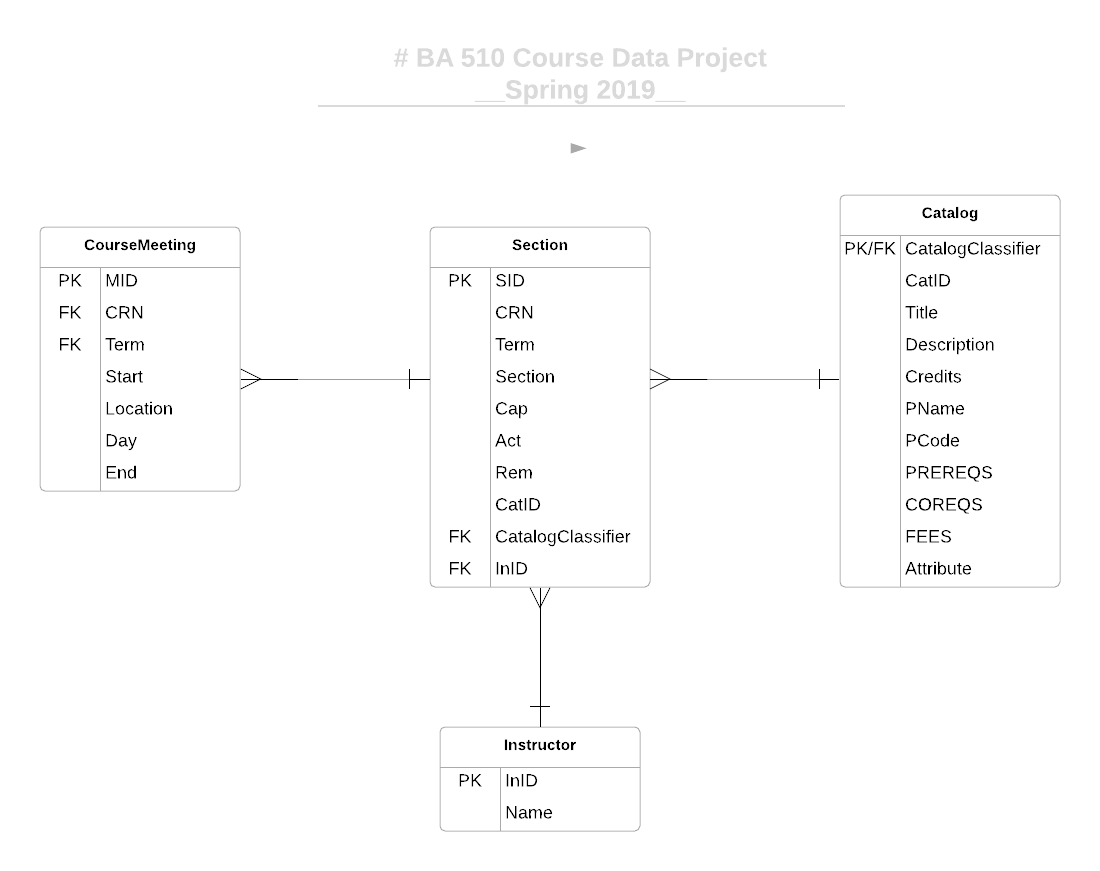 # BA 510 Course Data Project
__Spring 2019__
CourseMeeting
PK MID
FK CRN
FK Term
Start
Location
Day
End
Section
PK SID
CRN
Term
Section
Cap
Act
Rem
CatID
FK CatalogClassifier
FK InID
Catalog
PK/FK CatalogClassifier
CatID
Title
Description
Credits
PName
PCode
PREREQS
COREQS
FEES
Attribute
Instructor
PK InID
Name